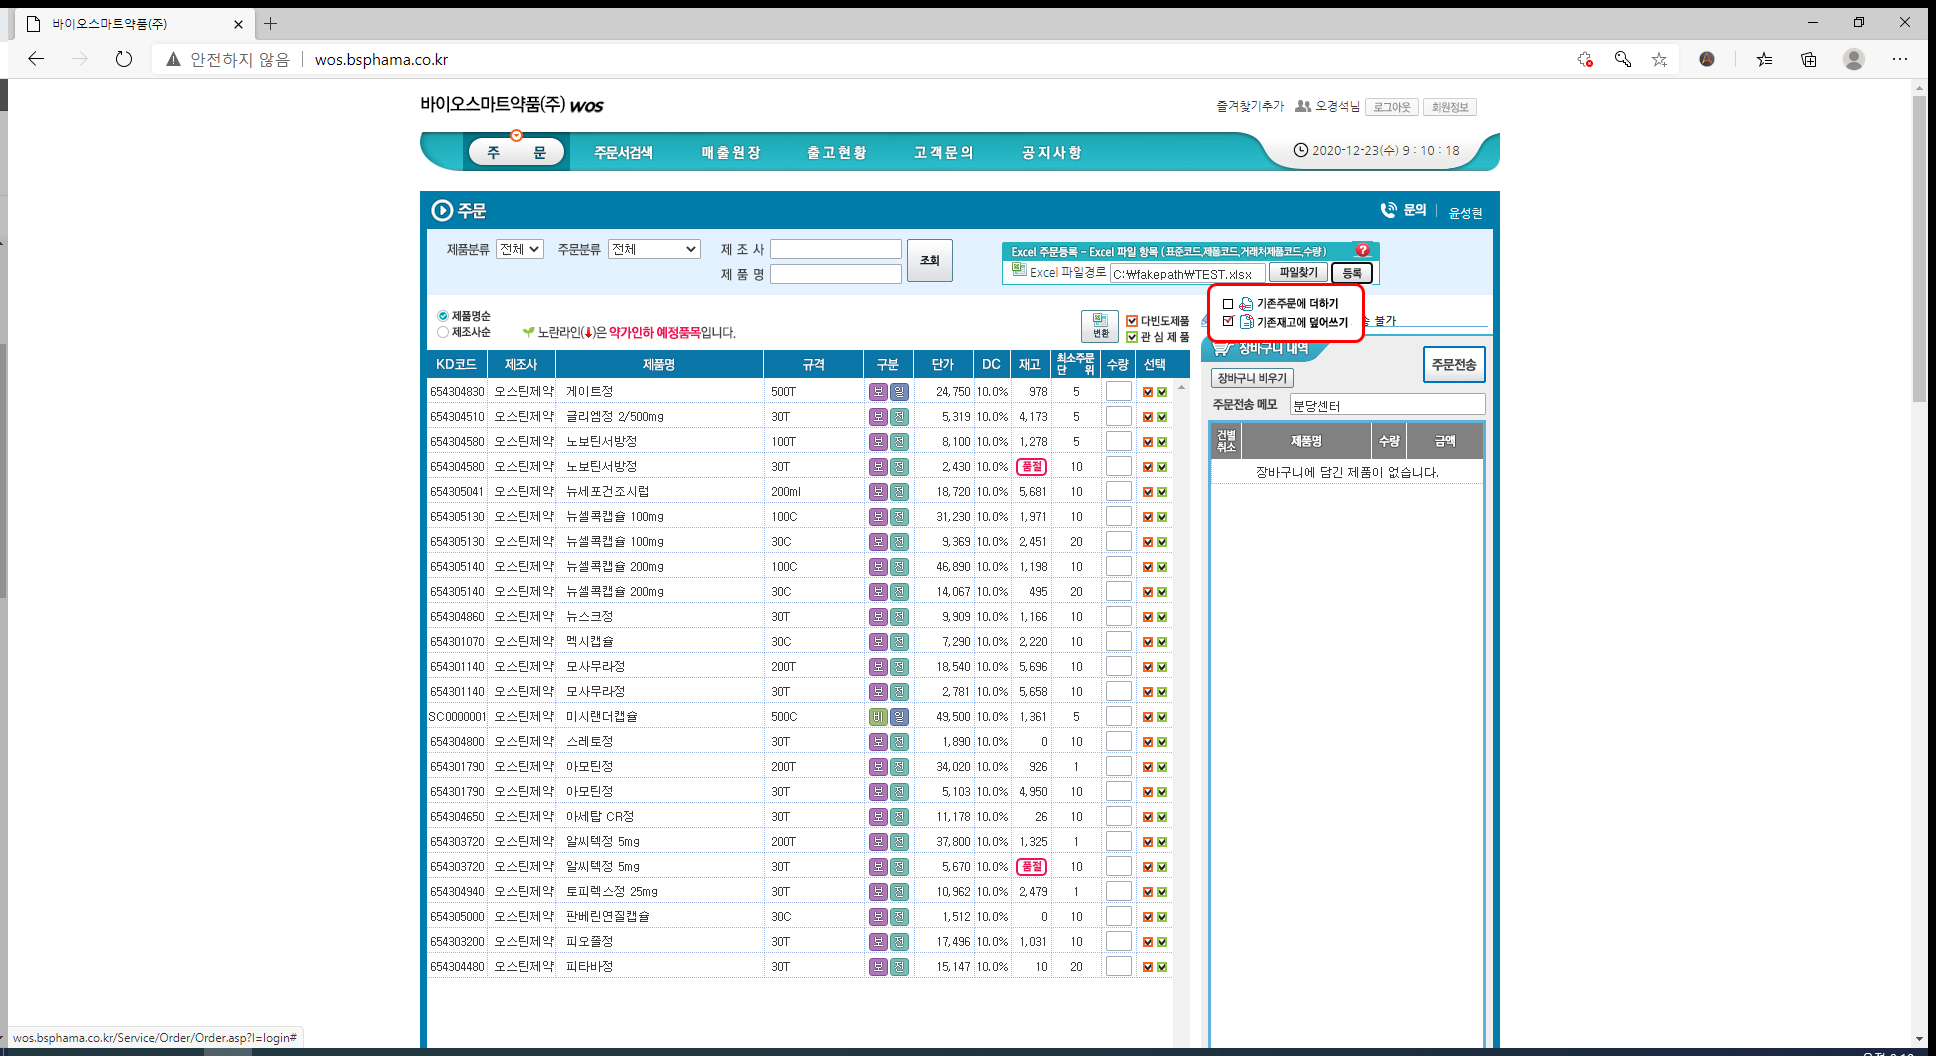 바이오스마트약품(주)
안전하지 않음 wos.bsphama.co.kr
바이오스마트약품(주) wos
즐겨찾기추가 오경석님 로그아웃 회원정보
주 문 주문서검색 매출원장 출고현황 고객문의 공지사항 2020-12-23(수) 9 : 10 : 18
주문 문의 윤성현
제품분류 전체 주문분류 전체 제 조 사 조회
제 품 명
Excel 주문등록 - Excel 파일 항목 (표준코드,제품코드,거래처제품코드,수량) ?
Excel 파일경로 C:￦fakepath￦TEST.xlsx 파일찾기 등록
기존주문에 더하기
기존재고에 덮어쓰기 불가
제품명순
제조사순 노란라인(↓)은 약가인하 예정품목입니다. 변환 다빈도제품
관 심 제 품
장바구니 내역
주문전송
장바구니 비우기
주문전송 메모 분당센터
건별취소 제품명 수량 금액
장바구니에 담긴 제품이 없습니다.
KD코드 제조사 제품명 규격 구분 단가 DC 재고 최소주문단위 수량 선택
654304830 오스틴제약 게이트정 500T 보 일 24,750 10.0% 978 5
654304510 오스틴제약 글리엠정 2/500mg 30T 보 전 5,319 10.0% 4,173 5
654304580 오스틴제약 노보틴서방정 100T 보 전 8,100 10.0% 1,278 5
654304580 오스틴제약 노보틴서방정 30T 보 전 2,430 10.0% 품절 10
654305041 오스틴제약 뉴세포건조시럽 200ml 보 전 18,720 10.0% 5,681 10
654305130 오스틴제약 뉴셀콕캡슐 100mg 100C 보 전 31,230 10.0% 1,971 10
654305130 오스틴제약 뉴셀콕캡슐 100mg 30C 보 전 9,369 10.0% 2,451 20
654305140 오스틴제약 뉴셀콕캡슐 200mg 100C 보 전 46,890 10.0% 1,198 10
654305140 오스틴제약 뉴셀콕캡슐 200mg 30C 보 전 14,067 10.0% 495 20
654304860 오스틴제약 뉴스크정 30T 보 전 9,909 10.0% 1,166 10
654301070 오스틴제약 멕시캡슐 30C 보 전 7,290 10.0% 2,220 10
654301140 오스틴제약 모사무라정 200T 보 전 18,540 10.0% 5,696 10
654301140 오스틴제약 모사무라정 30T 보 전 2,781 10.0% 5,658 10
SC0000001 오스틴제약 미시랜더캡슐 500C 비 일 49,500 10.0% 1,361 5
654304800 오스틴제약 스레토정 30T 보 전 1,890 10.0% 0 10
654301790 오스틴제약 아모틴정 200T 보 전 34,020 10.0% 926 1
654301790 오스틴제약 아모틴정 30T 보 전 5,103 10.0% 4,950 10
654304650 오스틴제약 아세탑 CR정 30T 보 전 11,178 10.0% 26 10
654303720 오스틴제약 알씨텍정 5mg 200T 보 전 37,800 10.0% 1,325 1
654303720 오스틴제약 알씨텍정 5mg 30T 보 전 5,670 10.0% 품절 10
654304940 오스틴제약 토피렉스정 25mg 30T 보 전 10,962 10.0% 2,479 1
654305000 오스틴제약 판베린연질캡슐 30C 보 전 1,512 10.0% 0 10
654303200 오스틴제약 피오졸정 30T 보 전 17,496 10.0% 1,031 10
654304480 오스틴제약 피타바정 30T 보 전 15,147 10.0% 10 20
wos.bsphama.co.kr/Service/Order/Order.asp?l=login#